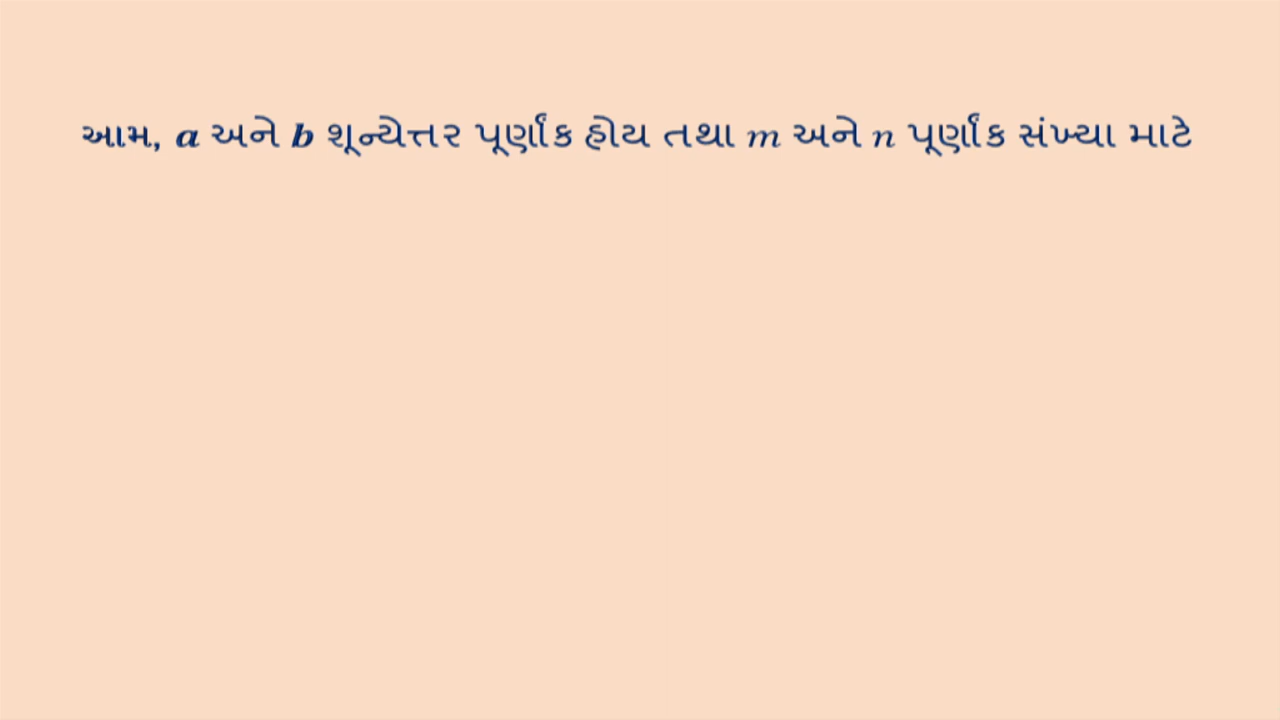 આમ, a અને b શૂન્યેત્તર પૂર્ણાંક હોય તથા m અને n પૂર્ણાંક સંખ્યા માટે